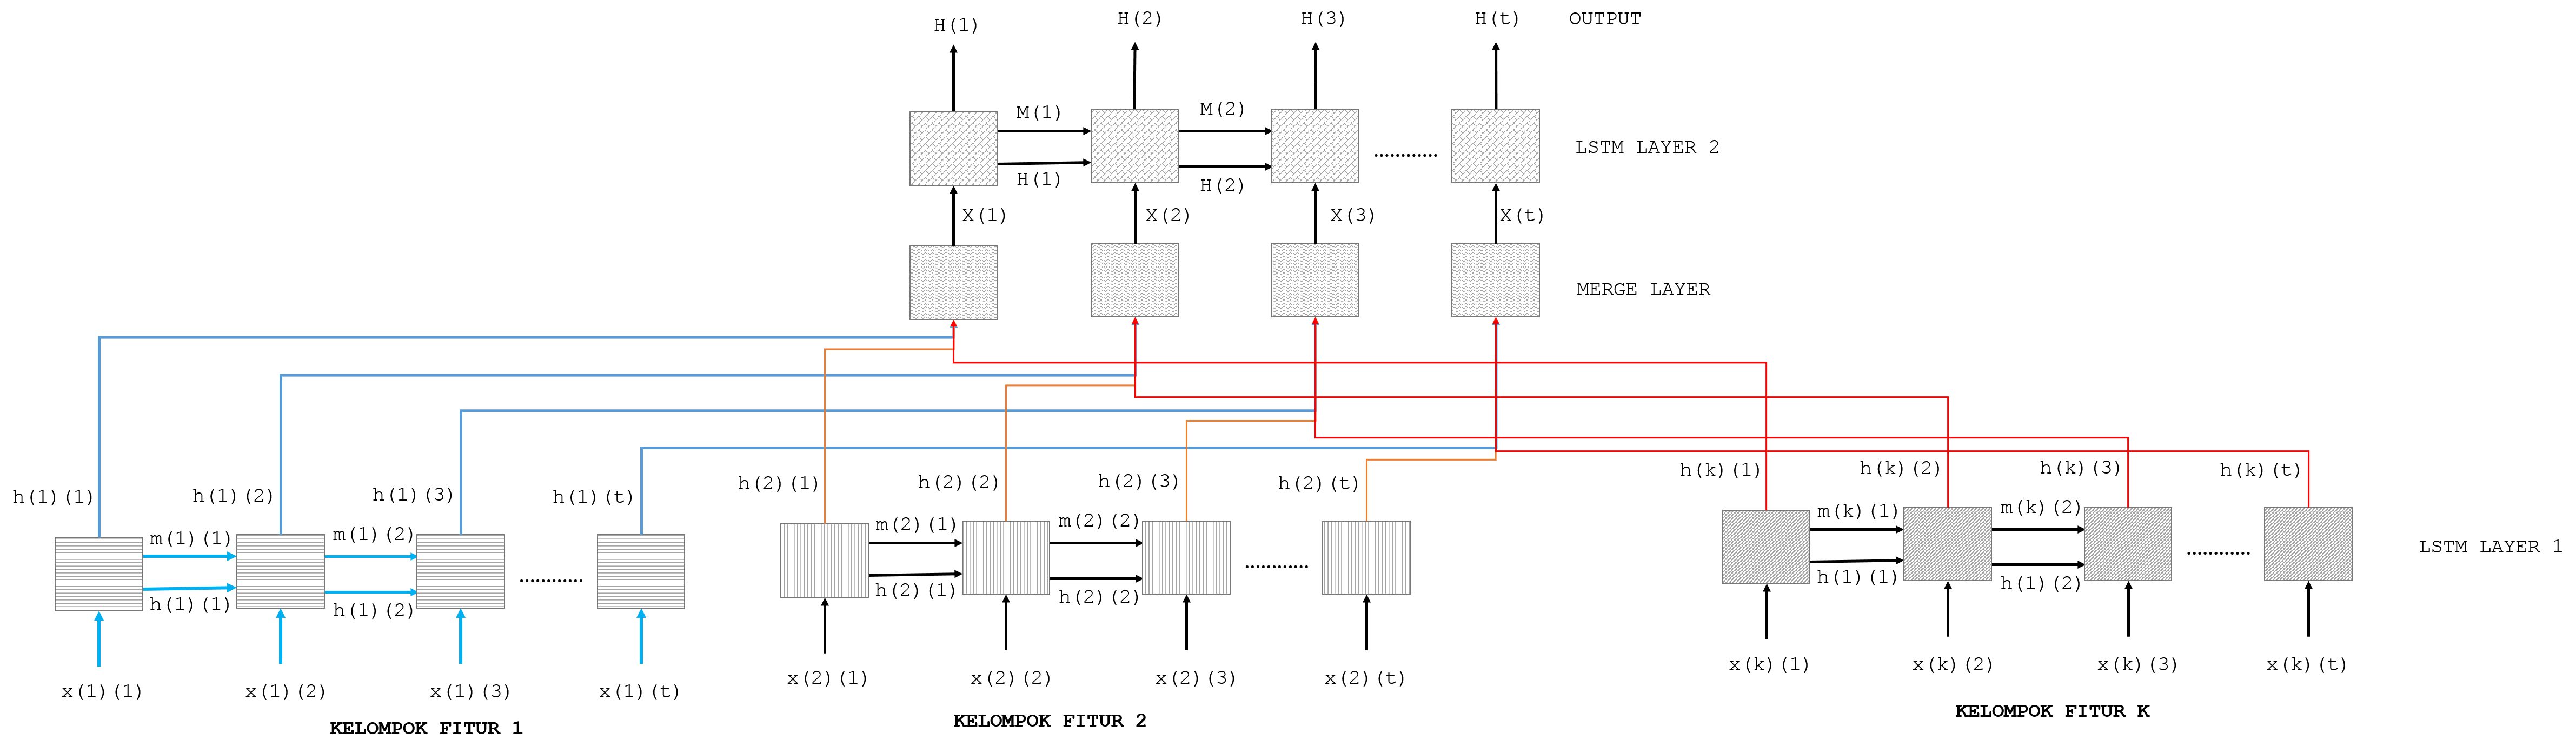 H(1) H(2) H(3) H(t) OUTPUT
M(1) M(2)
LSTM LAYER 2
H(1) H(2)
X(1) X(2) X(3) X(t)
MERGE LAYER
h(1)(1) h(1)(2) h(1)(3) h(1)(t) h(2)(1) h(2)(2) h(2)(3) h(2)(t) h(k)(1) h(k)(2) h(k)(3) h(k)(t)
m(1)(1) m(1)(2) m(2)(1) m(2)(2) m(k)(1) m(k)(2)
............ ............ ............ ............
LSTM LAYER 1
h(1)(1) h(1)(2) h(2)(1) h(2)(2) h(1)(1) h(1)(2)
x(1)(1) x(1)(2) x(1)(3) x(1)(t) x(2)(1) x(2)(2) x(2)(3) x(2)(t) x(k)(1) x(k)(2) x(k)(3) x(k)(t)
KELOMPOK FITUR 1 KELOMPOK FITUR 2 KELOMPOK FITUR K